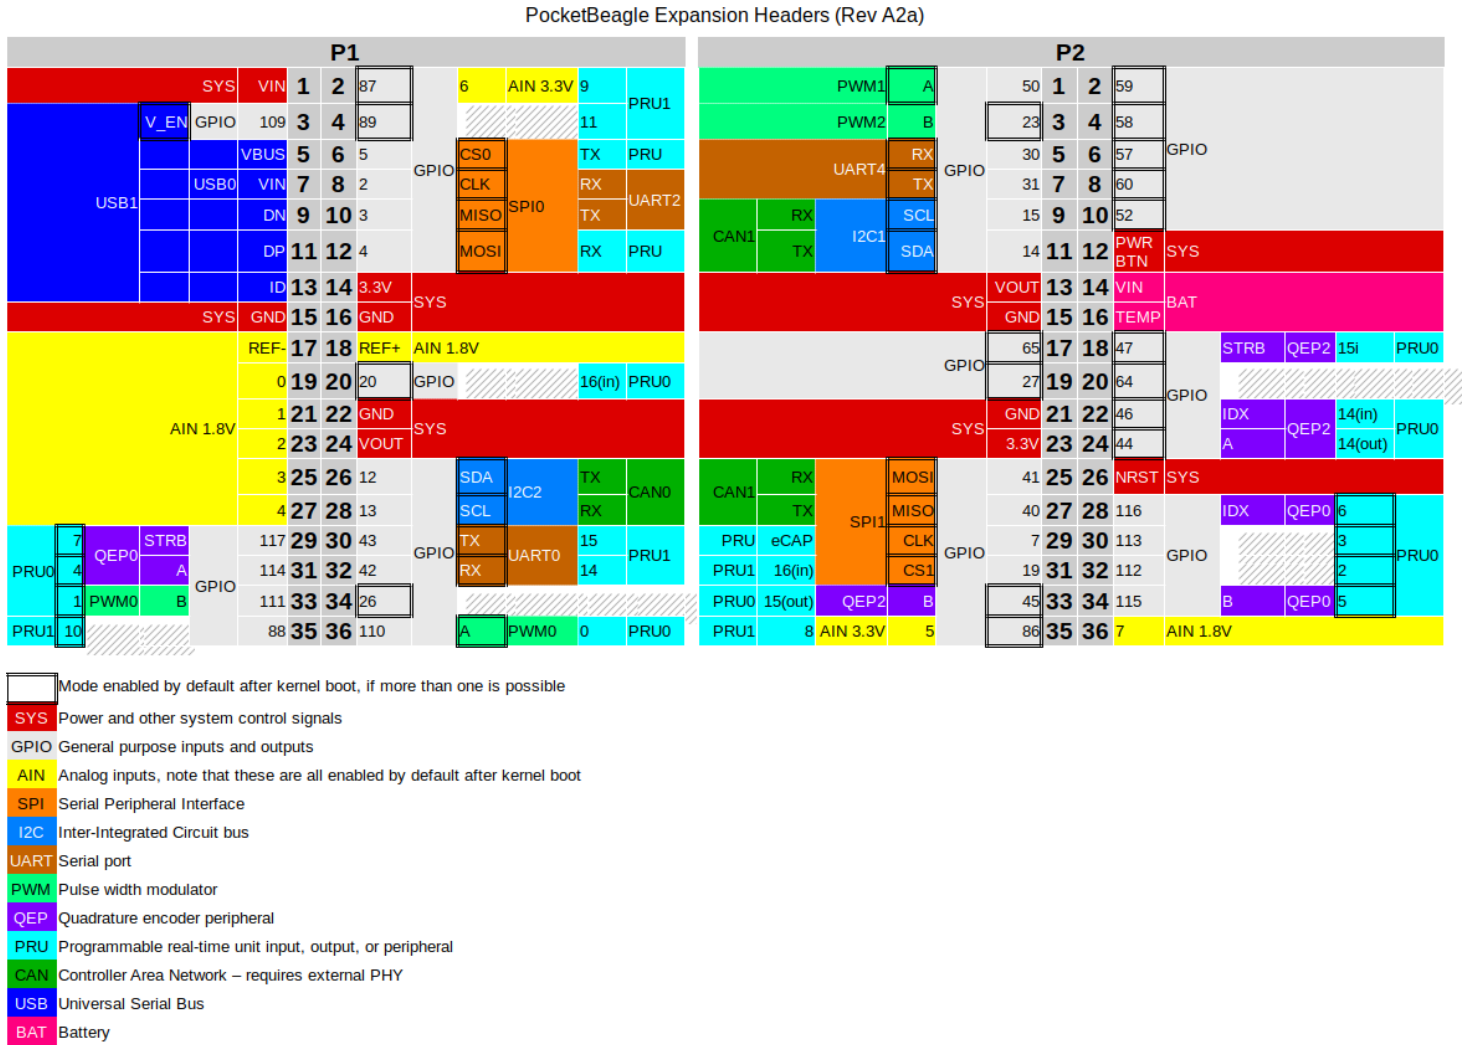 PocketBeagle Expansion Headers (Rev A2a)
P1 P2
SYS VIN 1 2 87 6 AIN 3.3V 9 PWM1 A 50 1 2 59
PRU1
V_EN GPIO 109 3 4 89 11 PWM2 B 23 3 4 58
VBUS 5 6 5 CS0 TX PRU RX 30 5 6 57 GPIO
GPIO UART4 GPIO
USB0 VIN 7 8 2 CLK RX TX 31 7 8 60
USB1 SPI0 UART2
DN 9 10 3 MISO TX RX SCL 15 9 10 52
CAN1 I2C1
DP 11 12 4 MOSI RX PRU TX SDA 14 11 12 PWR BTN SYS
ID 13 14 3.3V VOUT 13 14 VIN
SYS SYS BAT
SYS GND 15 16 GND GND 15 16 TEMP
REF- 17 18 REF+ AIN 1.8V 65 17 18 47 STRB QEP2 15i PRU0
GPIO
0 19 20 20 GPIO 16(in) PRU0 27 19 20 64
GPIO
1 21 22 GND GND 21 22 46 IDX 14(in)
AIN 1.8V SYS SYS QEP2 PRU0
2 23 24 VOUT 3.3V 23 24 44 A 14(out)
3 25 26 12 SDA TX RX MOSI 41 25 26 NRST SYS
I2C2 CAN0 CAN1
4 27 28 13 SCL RX TX MISO 40 27 28 116 IDX QEP0 6
SPI1
7 STRB 117 29 30 43 TX 15 PRU eCAP CLK 7 29 30 113 3
QEP0 GPIO UART0 PRU1 GPIO GPIO PRU0
PRU0 4 A 114 31 32 42 RX 14 PRU1 16(in) CS1 19 31 32 112 2
GPIO
1 PWM0 B 111 33 34 26 PRU0 15(out) QEP2 B 45 33 34 115 B QEP0 5
PRU1 10 88 35 36 110 A PWM0 0 PRU0 PRU1 8 AIN 3.3V 5 86 35 36 7 AIN 1.8V
Mode enabled by default after kernel boot, if more than one is possible
SYS Power and other system control signals
GPIO General purpose inputs and outputs
AIN Analog inputs, note that these are all enabled by default after kernel boot
SPI Serial Peripheral Interface
I2C Inter-Integrated Circuit bus
UART Serial port
PWM Pulse width modulator
QEP Quadrature encoder peripheral
PRU Programmable real-time unit input, output, or peripheral
CAN Controller Area Network – requires external PHY
USB Universal Serial Bus
BAT Battery